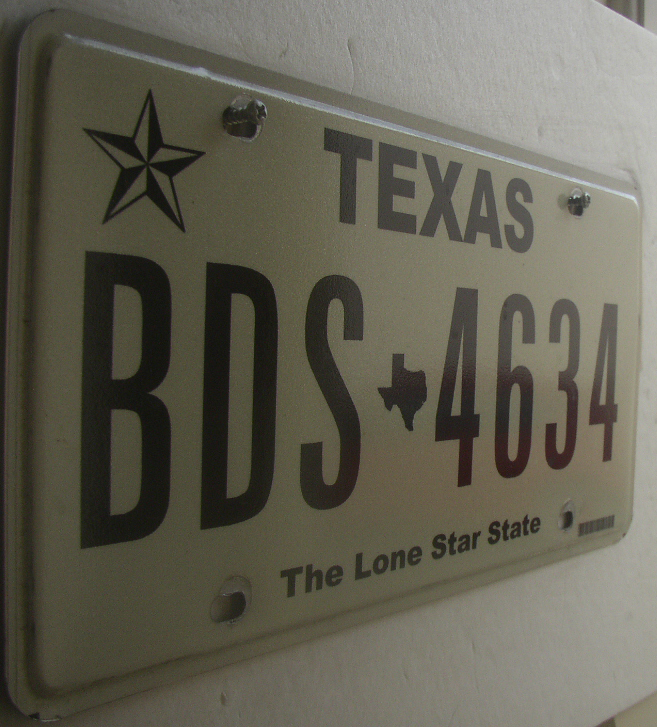 TEXAS
BDS 4634
The Lone Star State